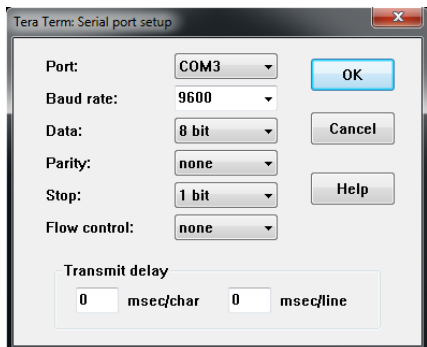 Tera Term: Serial port setup
Port: COM3 OK
Baud rate: 9600
Data: 8 bit Cancel
Parity: none
Stop: 1 bit Help
Flow control: none
Transmit delay
0 msec/char 0 msec/line